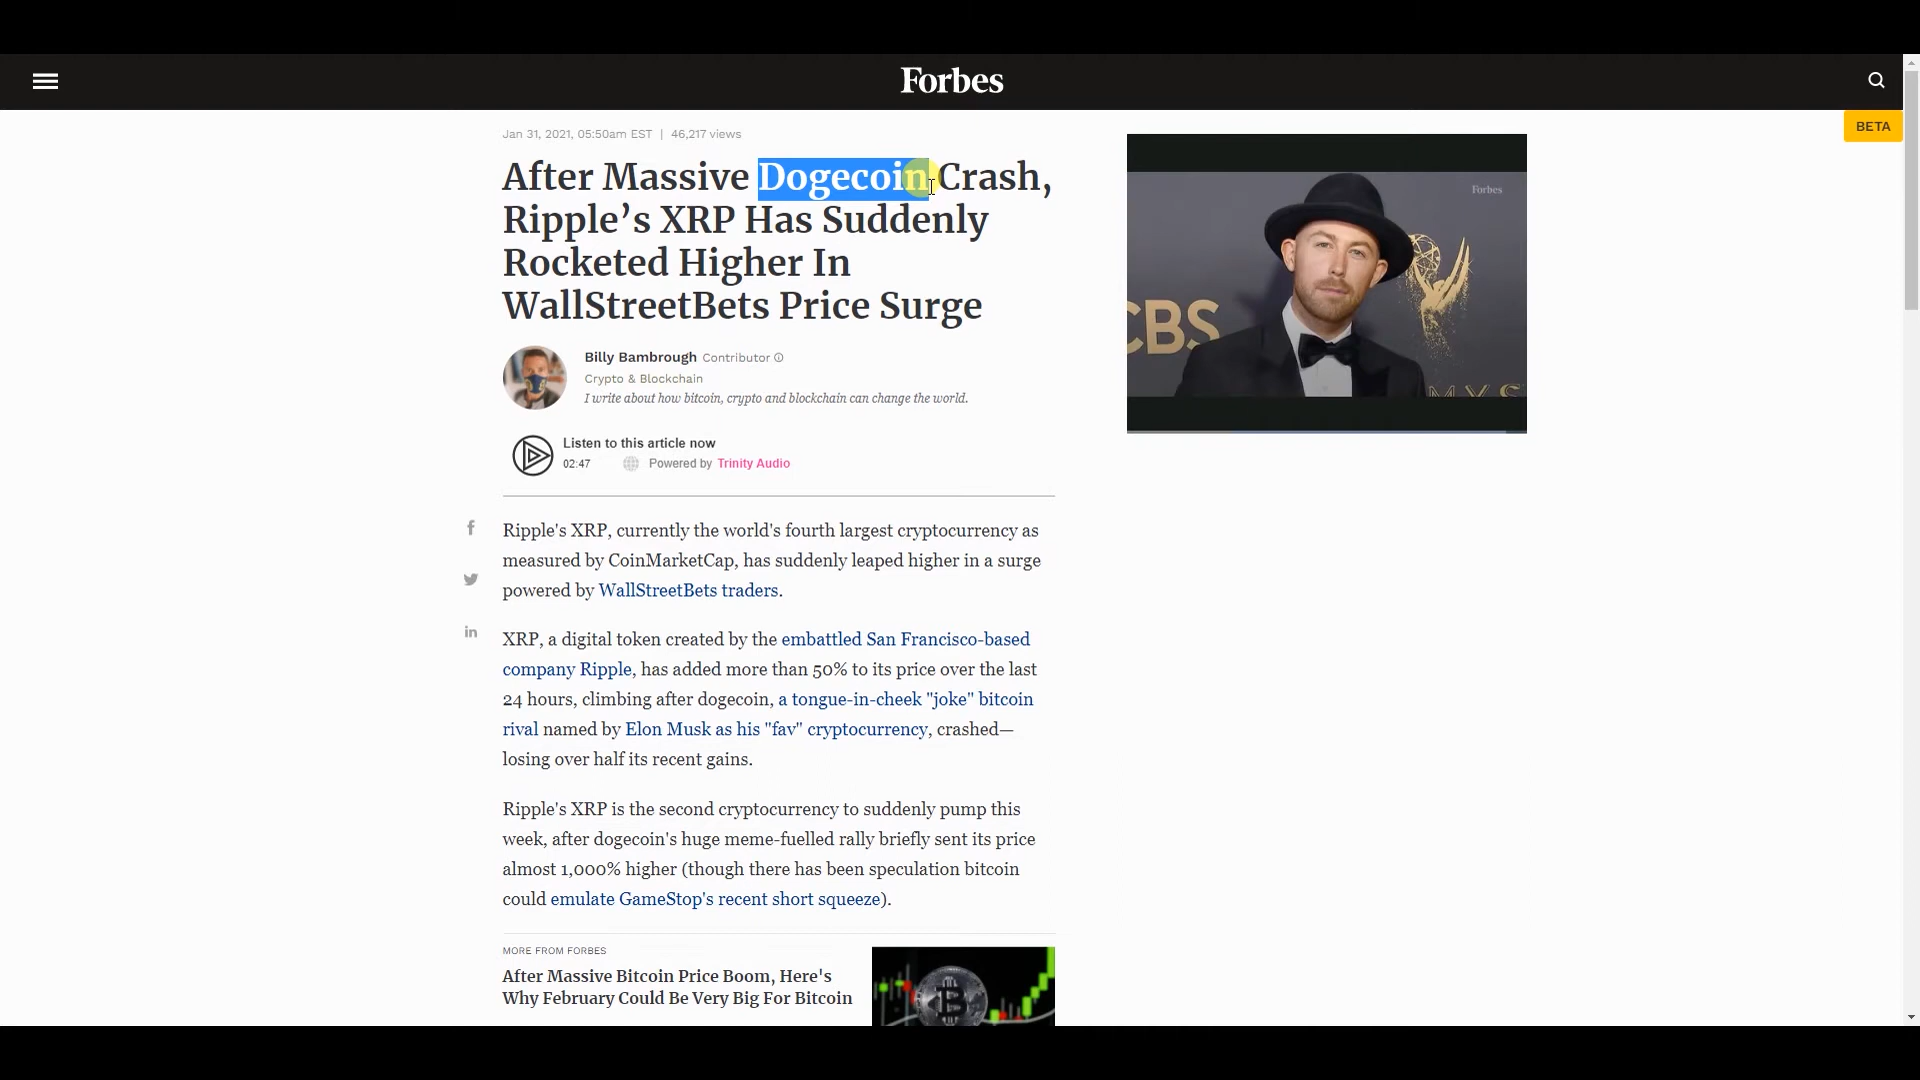 Forbes
BETA
Jan 31, 2021, 05:50am EST | 46,217 views
After Massive Dogecoin Crash,
Ripple’s XRP Has Suddenly
Rocketed Higher In
WallStreetBets Price Surge
Forbes
CBS
Billy Bambrough Contributor
Crypto & Blockchain
I write about how bitcoin, crypto and blockchain can change the world.
Listen to this article now
02:47 Powered by Trinity Audio
Ripple's XRP, currently the world's fourth largest cryptocurrency as
measured by CoinMarketCap, has suddenly leaped higher in a surge
powered by WallStreetBets traders.
XRP, a digital token created by the embattled San Francisco-based
company Ripple, has added more than 50% to its price over the last
24 hours, climbing after dogecoin, a tongue-in-cheek "joke" bitcoin
rival named by Elon Musk as his "fav" cryptocurrency, crashed—
losing over half its recent gains.
Ripple's XRP is the second cryptocurrency to suddenly pump this
week, after dogecoin's huge meme-fuelled rally briefly sent its price
almost 1,000% higher (though there has been speculation bitcoin
could emulate GameStop's recent short squeeze).
MORE FROM FORBES
After Massive Bitcoin Price Boom, Here's
Why February Could Be Very Big For Bitcoin